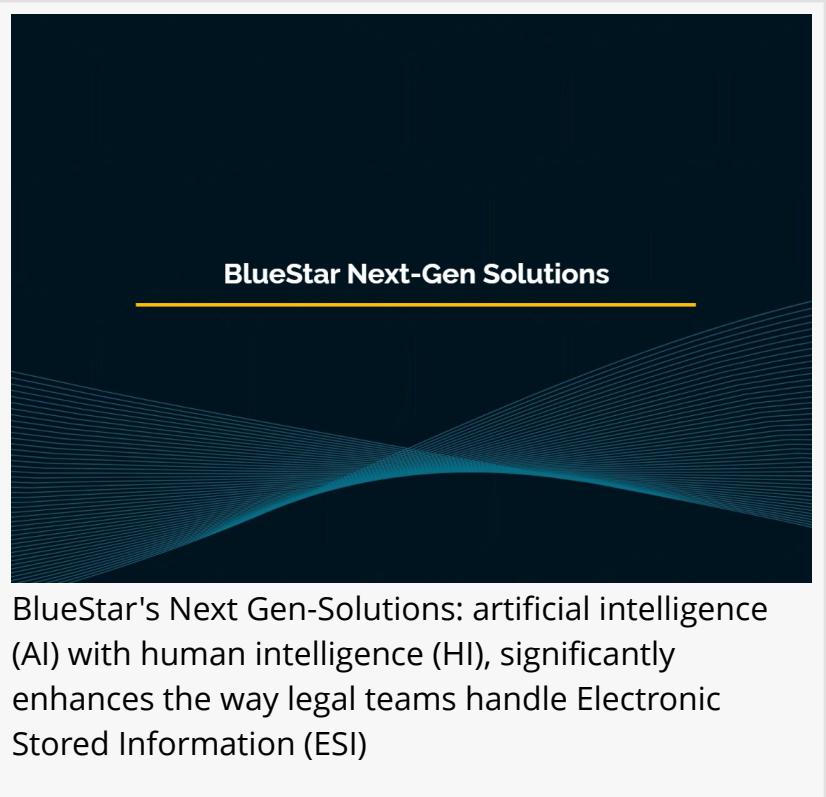 BlueStar Next-Gen Solutions
BlueStar's Next Gen-Solutions: artificial intelligence
(AI) with human intelligence (HI), significantly
enhances the way legal teams handle Electronic
Stored Information (ESI)